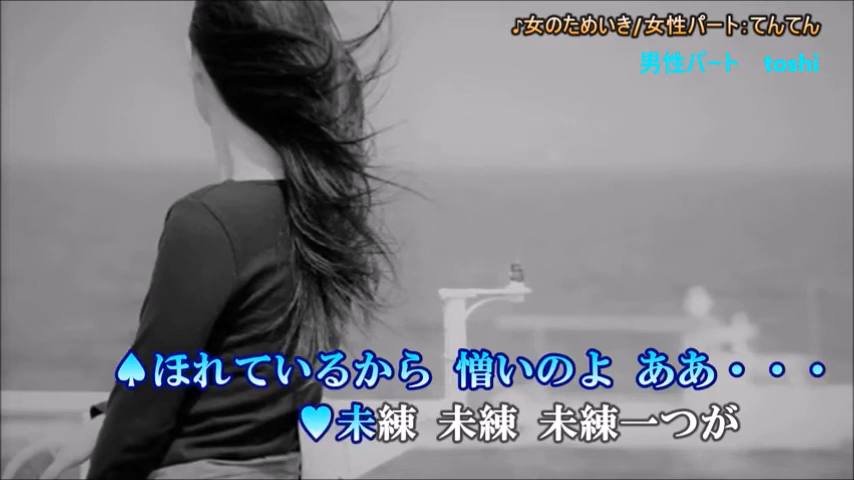 ♪女のためいき/女性パート:てんてん
男性パート toshi
♠ほれているから 憎いのよ ああ・・・
♥未練 未練 未練一つが